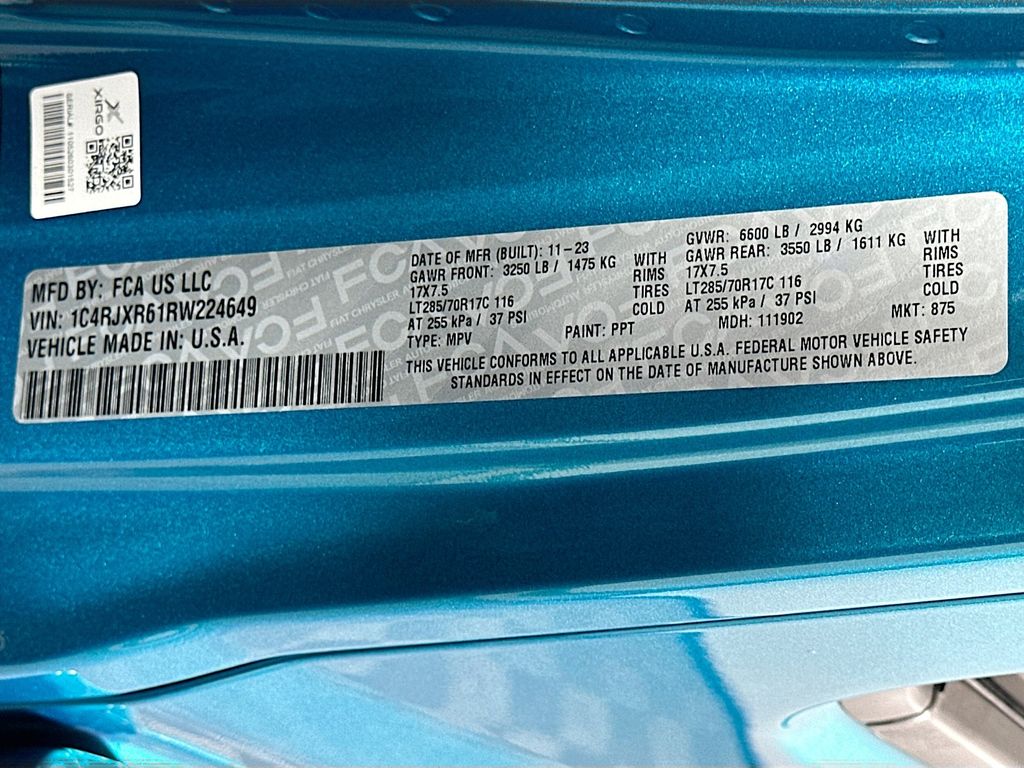 XIRGO
SERIAL# 1105260301527
MFD BY: FCA US LLC
VIN: 1C4RJXR61RW224649
VEHICLE MADE IN: U.S.A.
DATE OF MFR (BUILT): 11-23
GAWR FRONT: 3250 LB / 1475 KG WITH
17X7.5 RIMS
LT285/70R17C 116 TIRES
AT 255 kPa / 37 PSI COLD
TYPE: MPV PAINT: PPT
GVWR: 6600 LB / 2994 KG
GAWR REAR: 3550 LB / 1611 KG WITH
17X7.5 RIMS
LT285/70R17C 116 TIRES
AT 255 kPa / 37 PSI COLD
MDH: 111902 MKT: 875
THIS VEHICLE CONFORMS TO ALL APPLICABLE U.S.A. FEDERAL MOTOR VEHICLE SAFETY
STANDARDS IN EFFECT ON THE DATE OF MANUFACTURE SHOWN ABOVE.